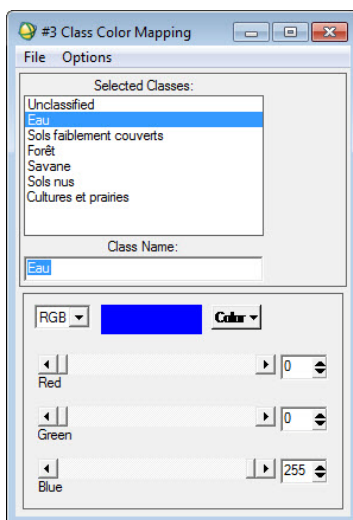 #3 Class Color Mapping
File Options
Selected Classes:
Unclassified
Eau
Sols faiblement couverts
Forêt
Savane
Sols nus
Cultures et prairies
Class Name:
Eau
RGB Color
0
Red
0
Green
255
Blue